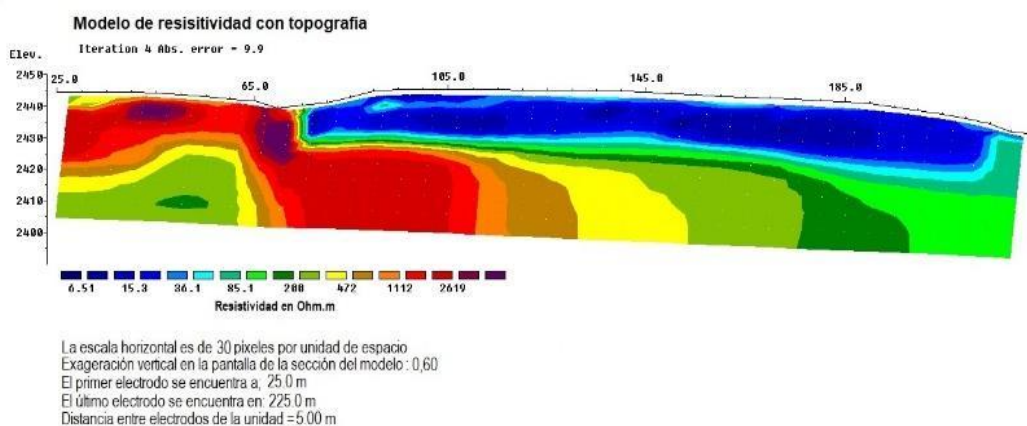 Modelo de resisitividad con topografia
Iteration 4 Abs. error = 9.9
Elev.
2450
25.0
65.0
105.0
145.0
185.0
2440
2430
2420
2410
2400
6.51 15.3 36.1 85.1 200 472 1112 2619
Resistividad en Ohm.m
La escala horizontal es de 30 pixeles por unidad de espacio
Exageración vertical en la pantalla de la sección del modelo : 0,60
El primer electrodo se encuentra a; 25.0 m
El último electrodo se encuentra en: 225.0 m
Distancia entre electrodos de la unidad =5.00 m